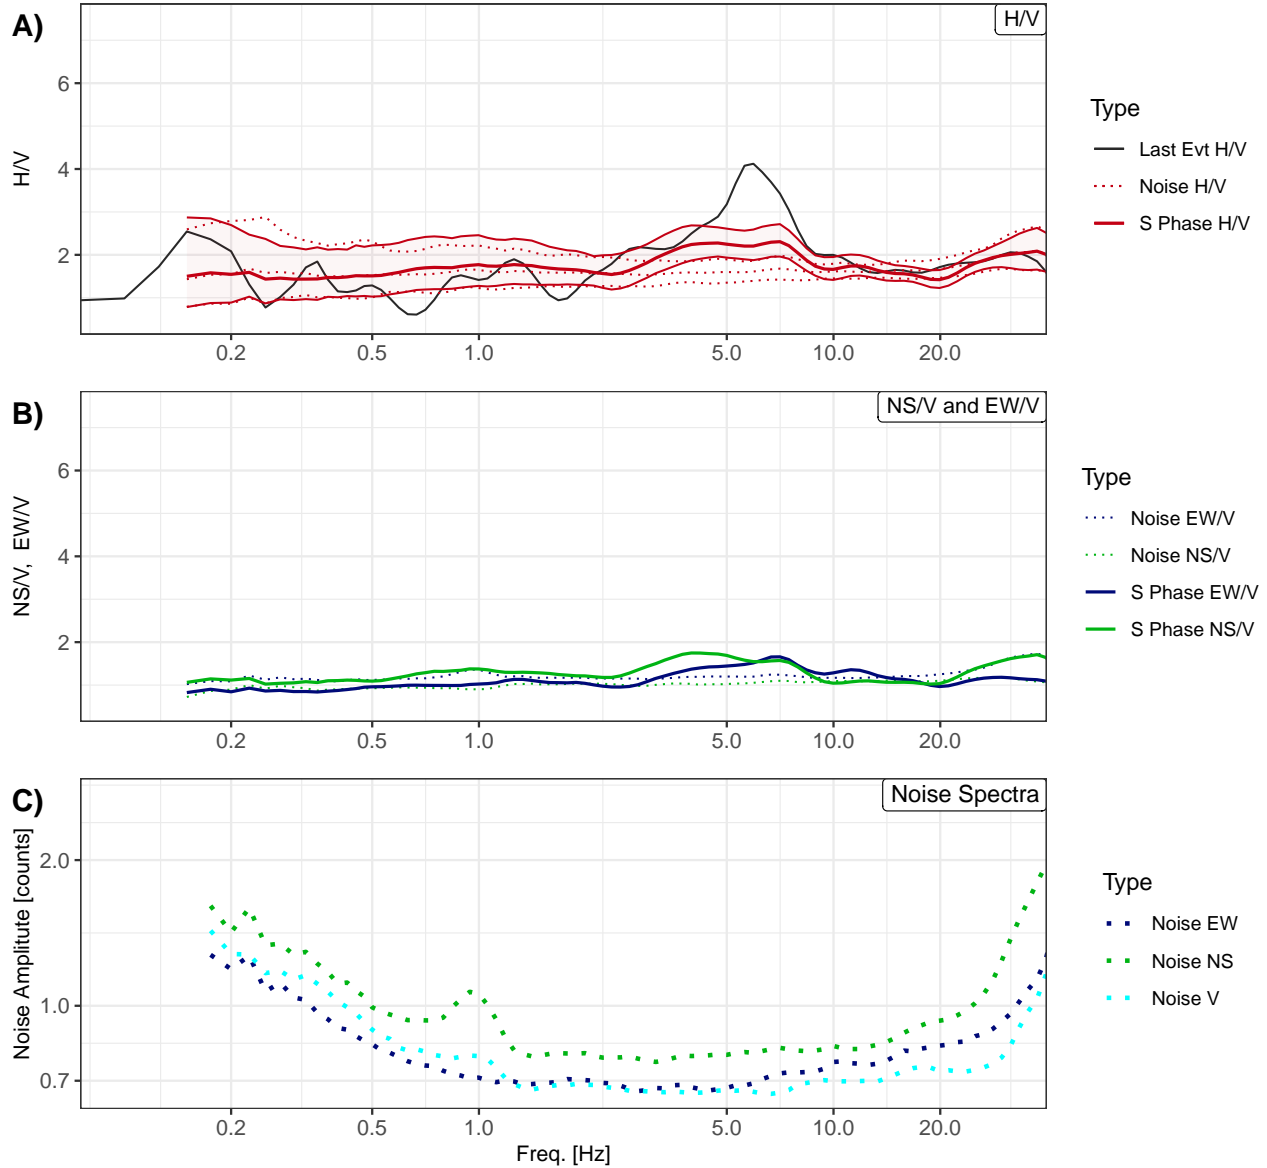 A)
H/V
H/V
6
4
2
0.2 0.5 1.0 5.0 10.0 20.0
Type
Last Evt H/V
Noise H/V
S Phase H/V
B)
NS/V and EW/V
NS/V, EW/V
6
4
2
0.2 0.5 1.0 5.0 10.0 20.0
Type
Noise EW/V
Noise NS/V
S Phase EW/V
S Phase NS/V
C)
Noise Spectra
Noise Amplitute [counts]
2.0
1.0
0.7
0.2 0.5 1.0 5.0 10.0 20.0
Freq. [Hz]
Type
Noise EW
Noise NS
Noise V